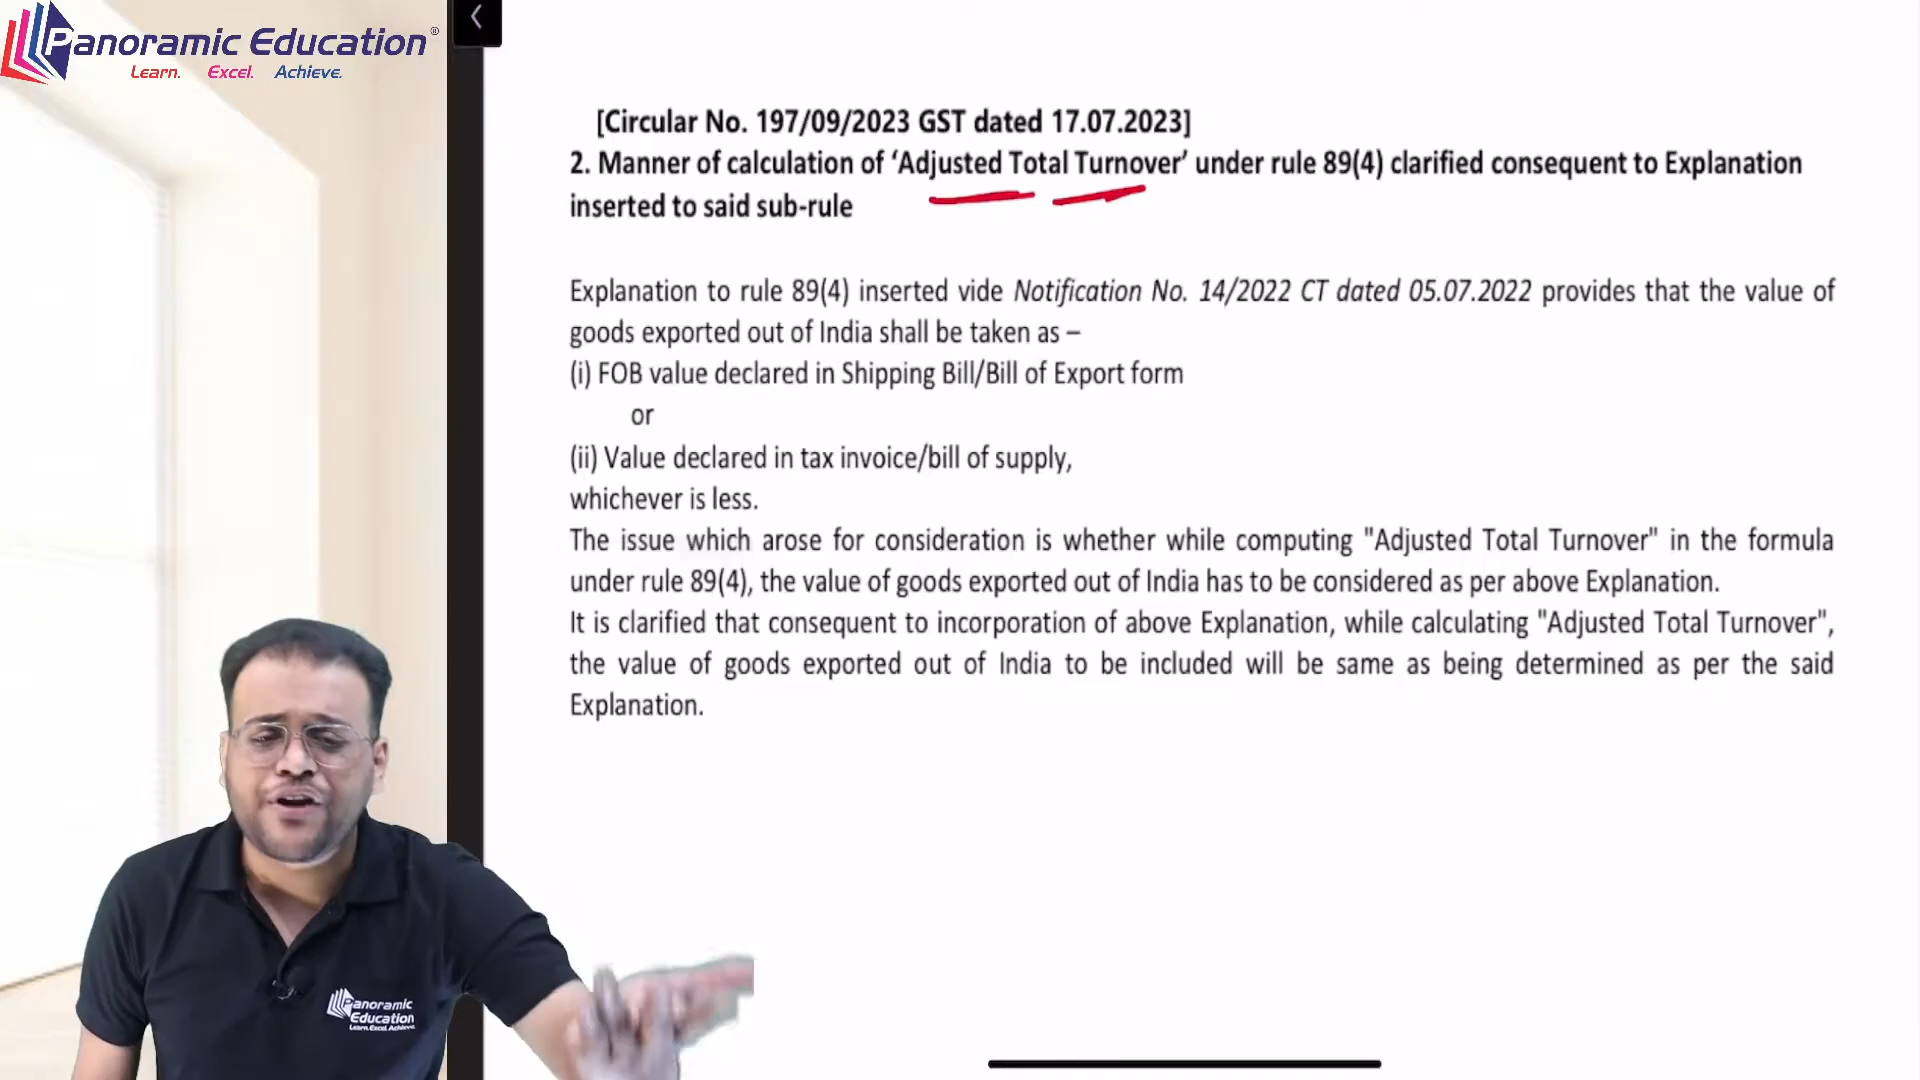 Panoramic Education®
Learn. Excel. Achieve.
[Circular No. 197/09/2023 GST dated 17.07.2023]
2. Manner of calculation of ‘Adjusted Total Turnover’ under rule 89(4) clarified consequent to Explanation
inserted to said sub-rule
Explanation to rule 89(4) inserted vide Notification No. 14/2022 CT dated 05.07.2022 provides that the value of
goods exported out of India shall be taken as –
(i) FOB value declared in Shipping Bill/Bill of Export form
or
(ii) Value declared in tax invoice/bill of supply,
whichever is less.
The issue which arose for consideration is whether while computing "Adjusted Total Turnover" in the formula
under rule 89(4), the value of goods exported out of India has to be considered as per above Explanation.
It is clarified that consequent to incorporation of above Explanation, while calculating "Adjusted Total Turnover",
the value of goods exported out of India to be included will be same as being determined as per the said
Explanation.
Panoramic
Education
Learn.Excel.Achieve.